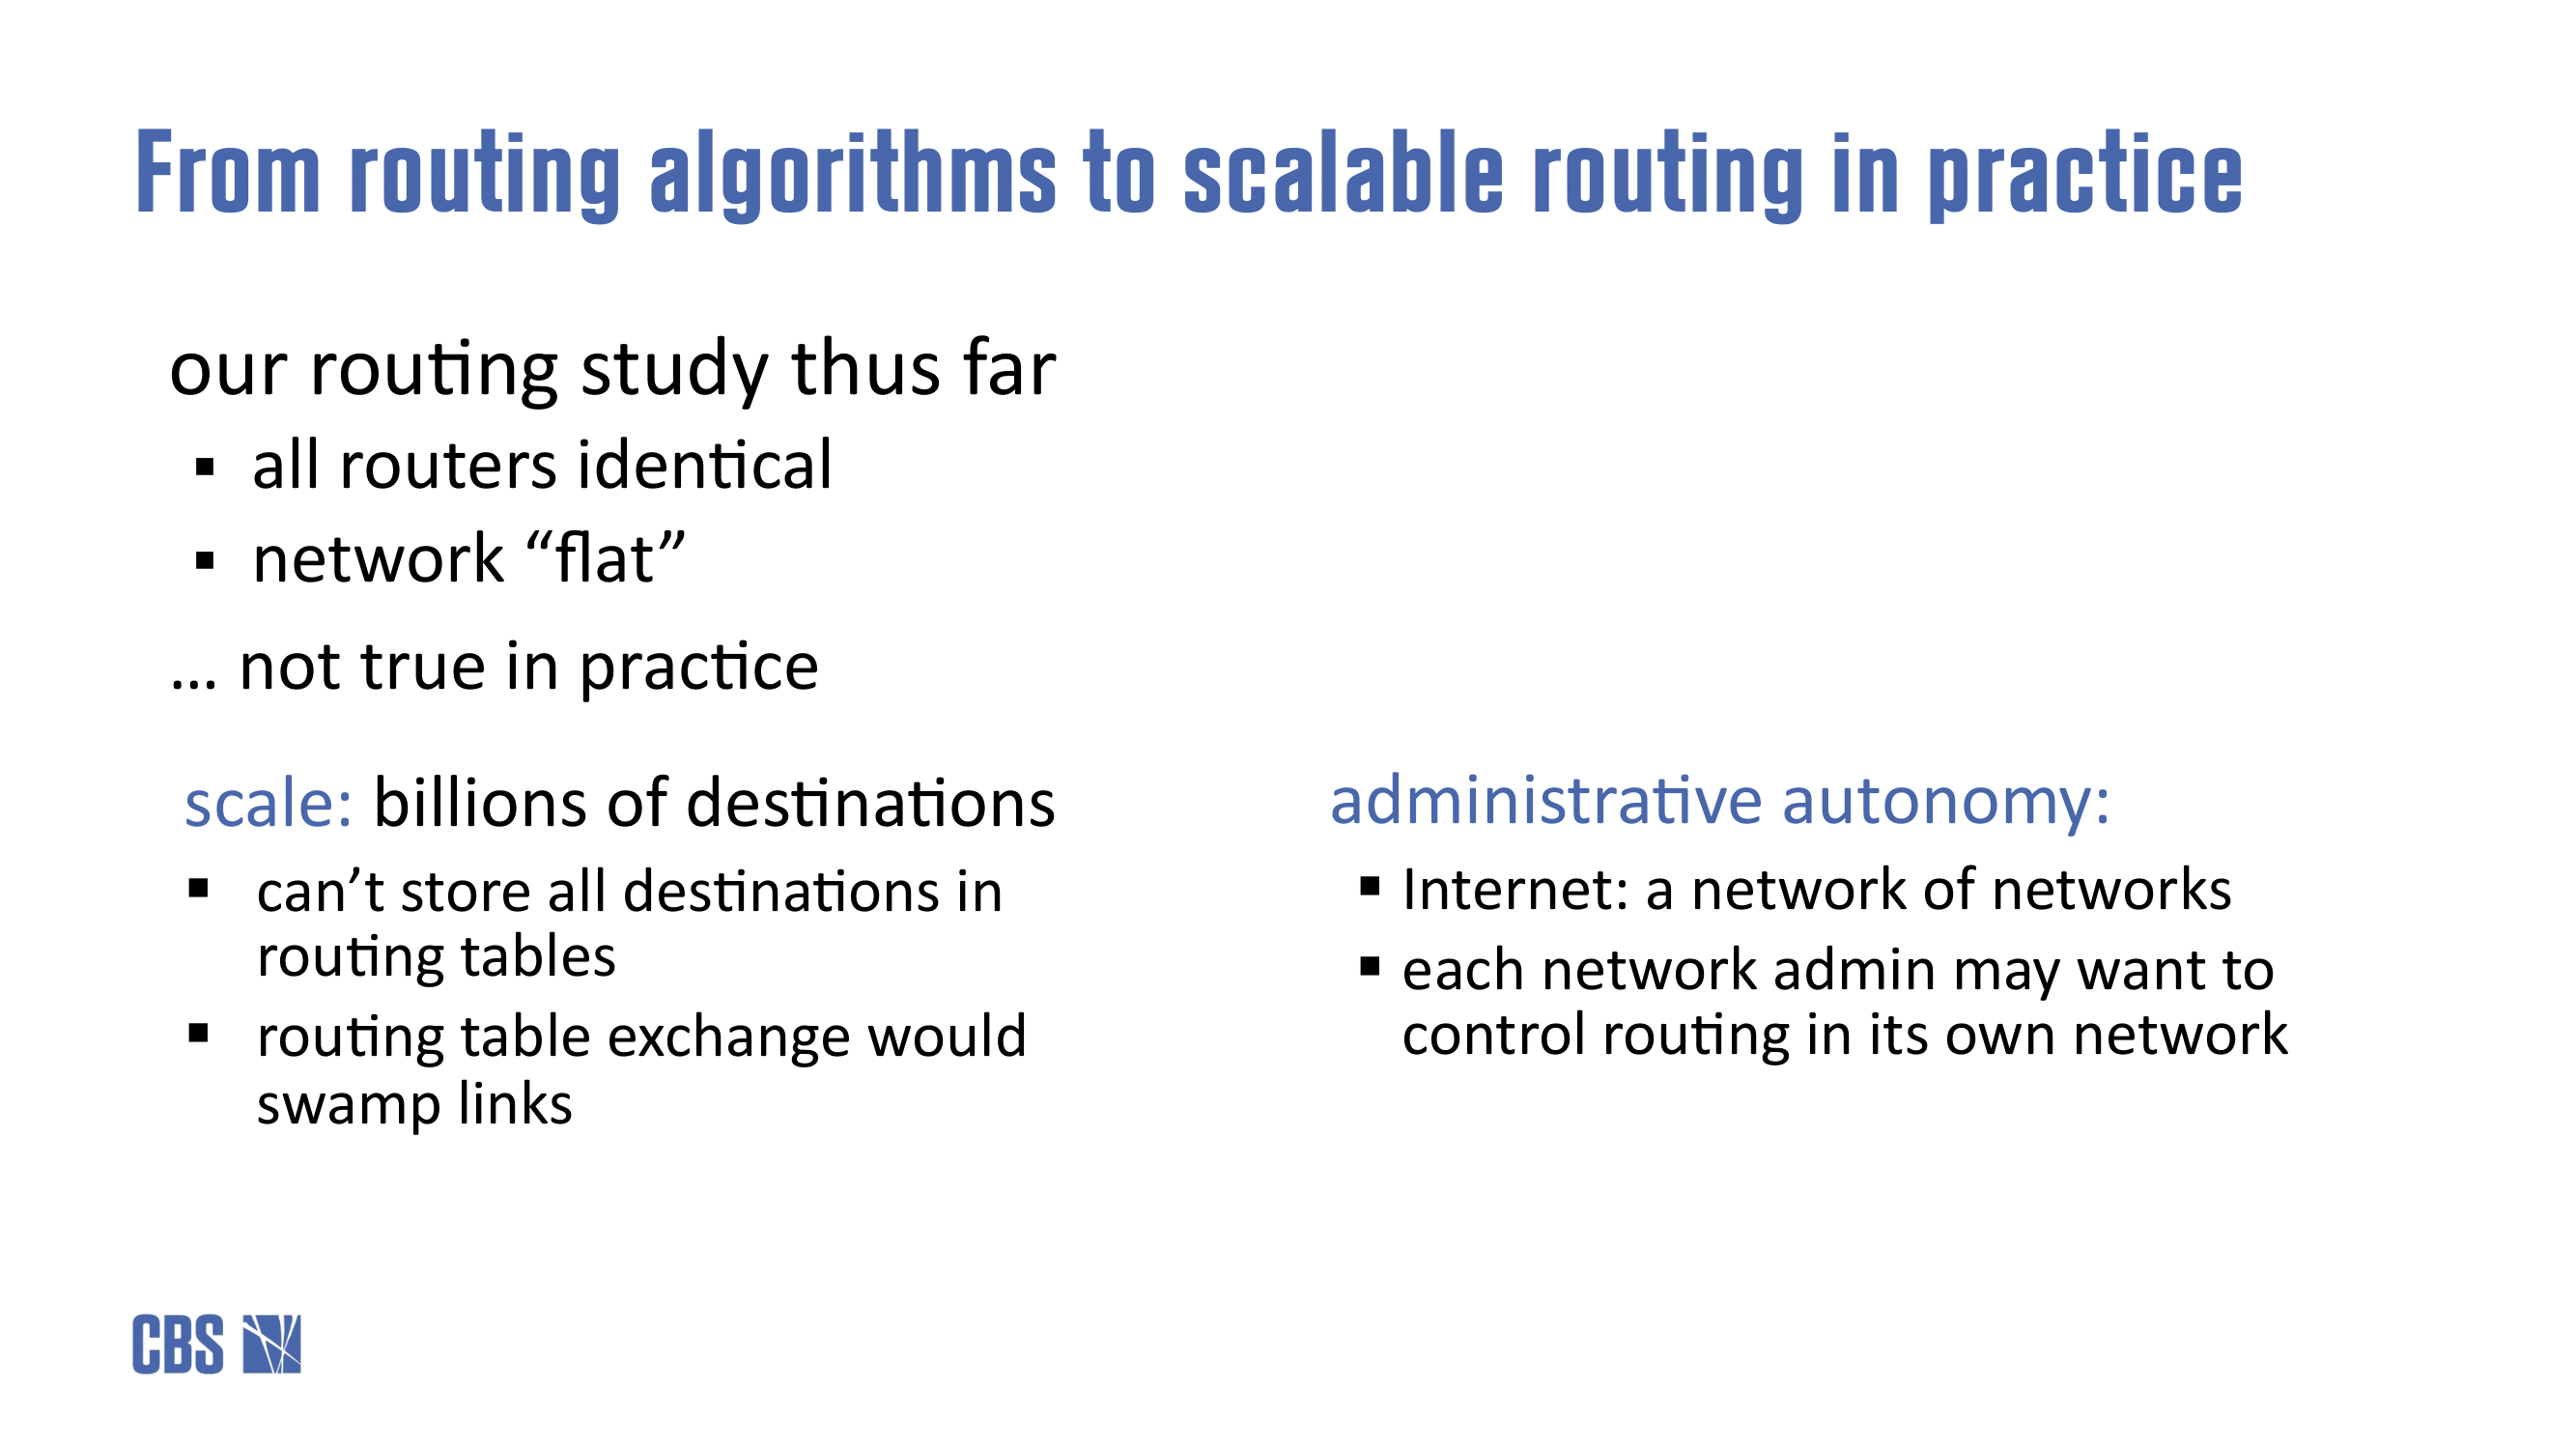 From routing algorithms to scalable routing in practice
our routing study thus far
▪ all routers identical
▪ network “flat”
… not true in practice
scale: billions of destinations
▪ can’t store all destinations in
routing tables
▪ routing table exchange would
swamp links
administrative autonomy:
▪ Internet: a network of networks
▪ each network admin may want to
control routing in its own network
CBS